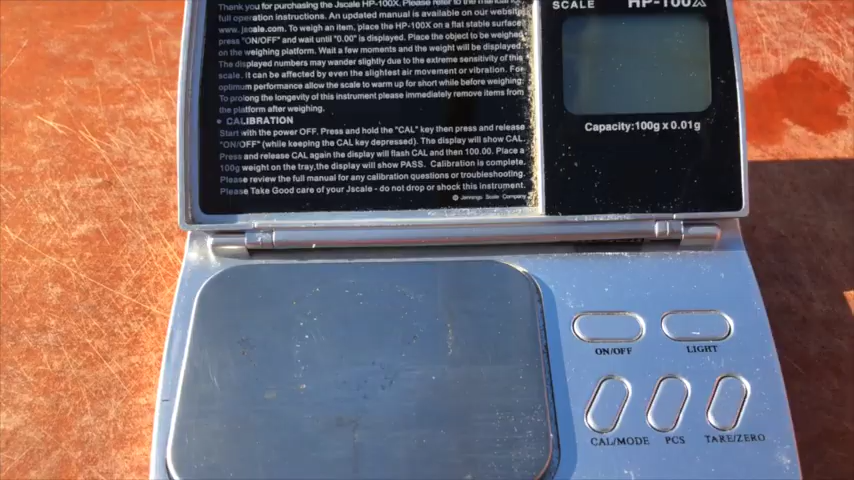 Thank you for purchasing the Jscale HP-100X, Please refer to the manual for
full operation instructions. An updated manual is available on our website
www.jscale.com. To weigh an item, place the HP-100X on a flat stable surface
press "ON/OFF" and wait until "0.00" is displayed. Place the object to be weighed
on the weighing platform. Wait a few moments and the weight will be displayed.
The displayed numbers may wander slightly due to the extreme sensitivity of this
scale. It can be affected by even the slightest air movement or vibration. For
optimum performance allow the scale to warm up for short while before weighing.
To prolong the longevity of this instrument please immediately remove items from
the platform after weighing.
CALIBRATION
Start with the power OFF. Press and hold the "CAL" key then press and release
"ON/OFF" (while keeping the CAL key depressed). The display will show CAL.
Press and release CAL again the display will flash CAL and then 100.00. Place a
100g weight on the tray,the display will show PASS. Calibration is complete.
Please review the full manual for any calibration questions or troubleshooting.
Please Take Good care of your Jscale - do not drop or shock this instrument.
Jennings Scale Company
SCALE HP-100X
Capacity:100g x 0.01g
ON/OFF LIGHT
CAL/MODE PCS TARE/ZERO